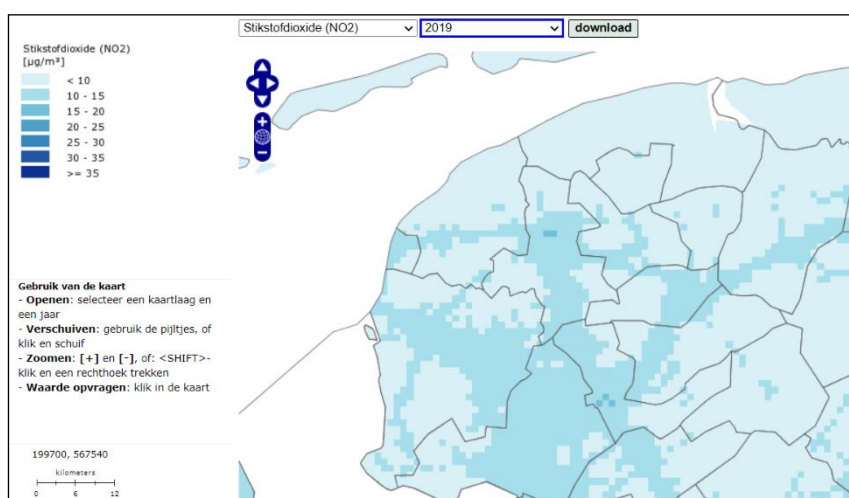 Stikstofdioxide (NO2)
2019
download
Stikstofdioxide (NO2)
[µg/m³]
< 10
10 - 15
15 - 20
20 - 25
25 - 30
30 - 35
>= 35
Gebruik van de kaart
- Openen: selecteer een kaartlaag en
een jaar
- Verschuiven: gebruik de pijltjes, of
klik en schuif
- Zoomen: [+] en [-], of: <SHIFT>-
klik en een rechthoek trekken
- Waarde opvragen: klik in de kaart
199700, 567540
kilometers
0 6 12